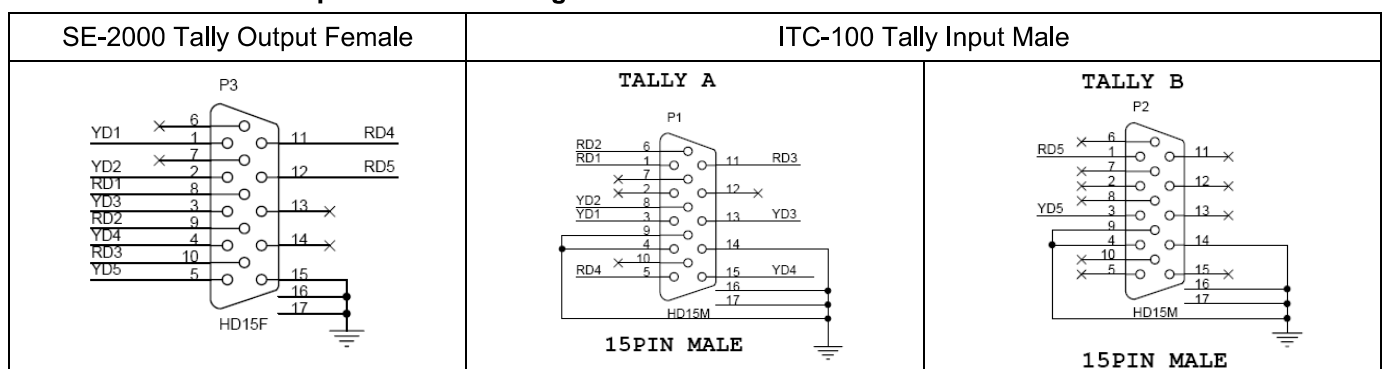 SE-2000 Tally Output Female
ITC-100 Tally Input Male
P3
6
YD1 1 11 RD4
7
YD2 2 12 RD5
RD1 8
YD3 3 13
RD2 9
YD4 4 14
RD3 10
YD5 5 15
16
17
HD15F
TALLY A
P1
RD2 6
RD1 1 11 RD3
7
2 12
YD2 8
YD1 3 13 YD3
9
4 14
10
RD4 5 15 YD4
16
17
HD15M
15PIN MALE
TALLY B
P2
6
RD5 1 11
7
2 12
8
YD5 3 13
9
4 14
10
5 15
16
17
HD15M
15PIN MALE